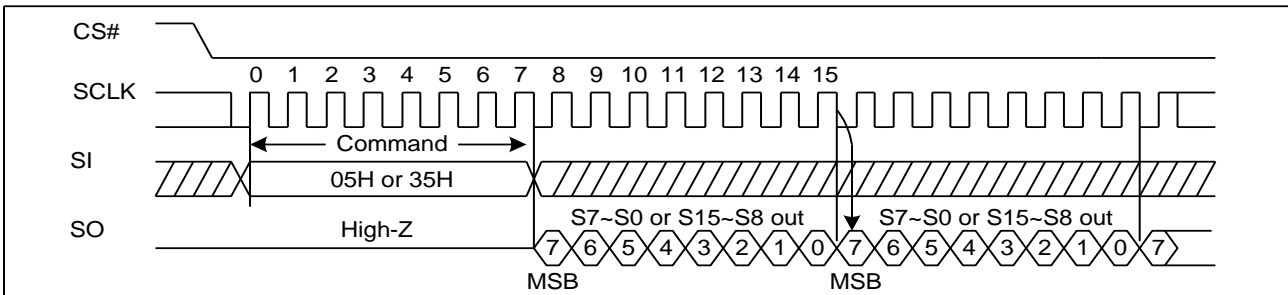 CS#
0 1 2 3 4 5 6 7 8 9 10 11 12 13 14 15
SCLK
Command
SI
05H or 35H
S7~S0 or S15~S8 out S7~S0 or S15~S8 out
SO
High-Z
7 6 5 4 3 2 1 0 7 6 5 4 3 2 1 0 7
MSB MSB